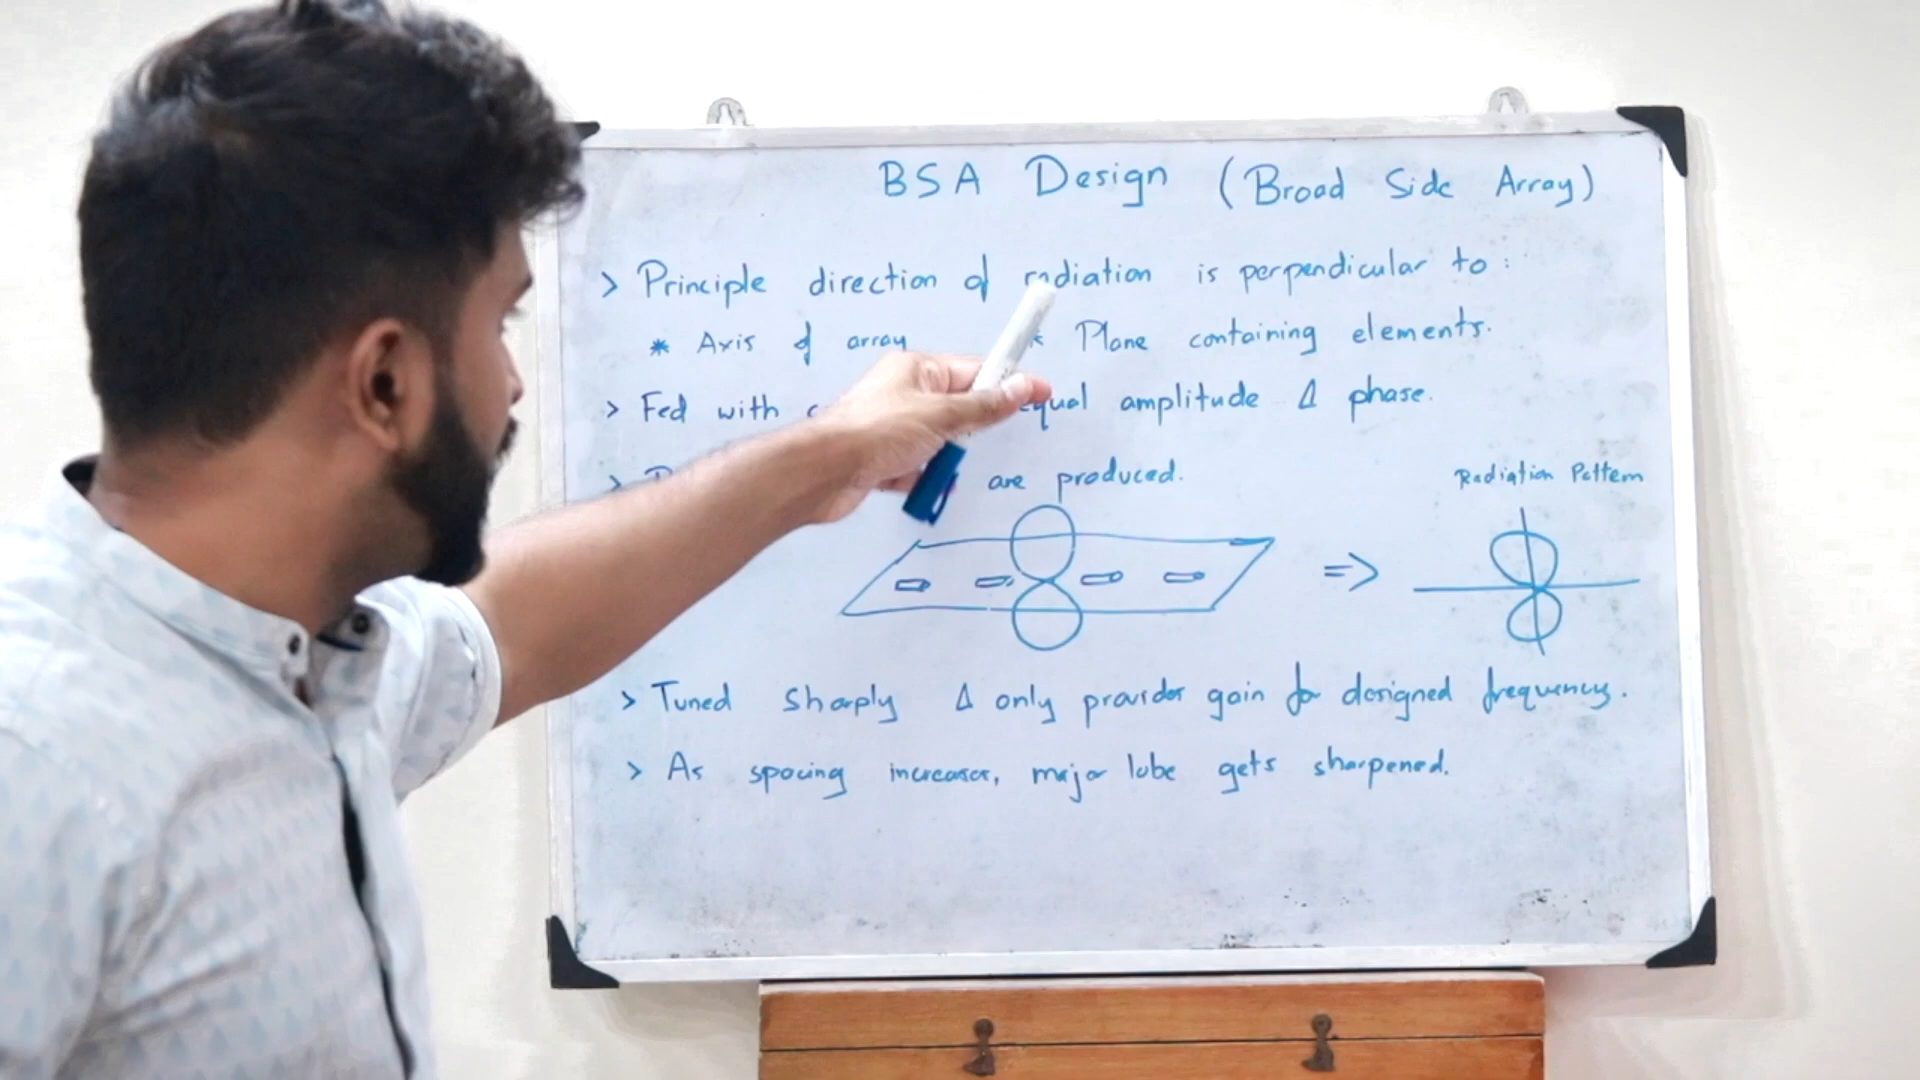 BSA Design (Broad Side Array)
> Principle direction of radiation is perpendicular to :
* Axis of array * Plane containing elements.
> Fed with equal amplitude & phase.
> are produced.
Radiation Pattern
=>
> Tuned sharply & only provides gain for designed frequency.
> As spacing increases, major lobe gets sharpened.